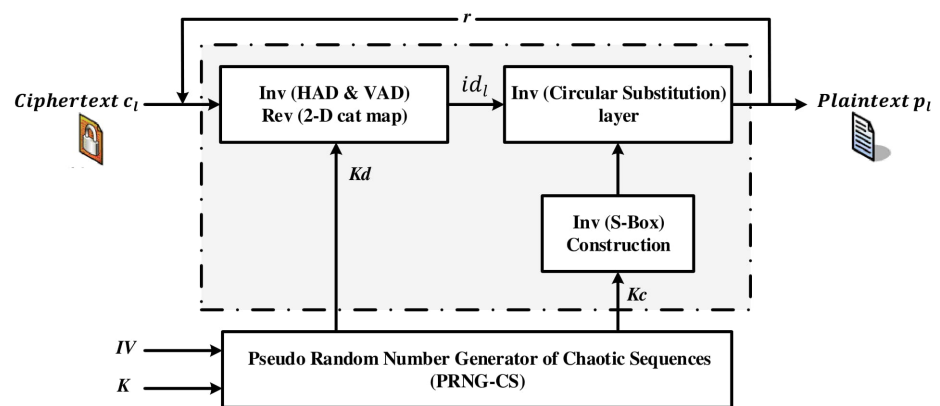 r
Ciphertext c_l
Inv (HAD & VAD)
Rev (2-D cat map)
id_l
Inv (Circular Substitution)
layer
Plaintext p_l
Kd
Inv (S-Box)
Construction
Kc
IV
K
Pseudo Random Number Generator of Chaotic Sequences
(PRNG-CS)